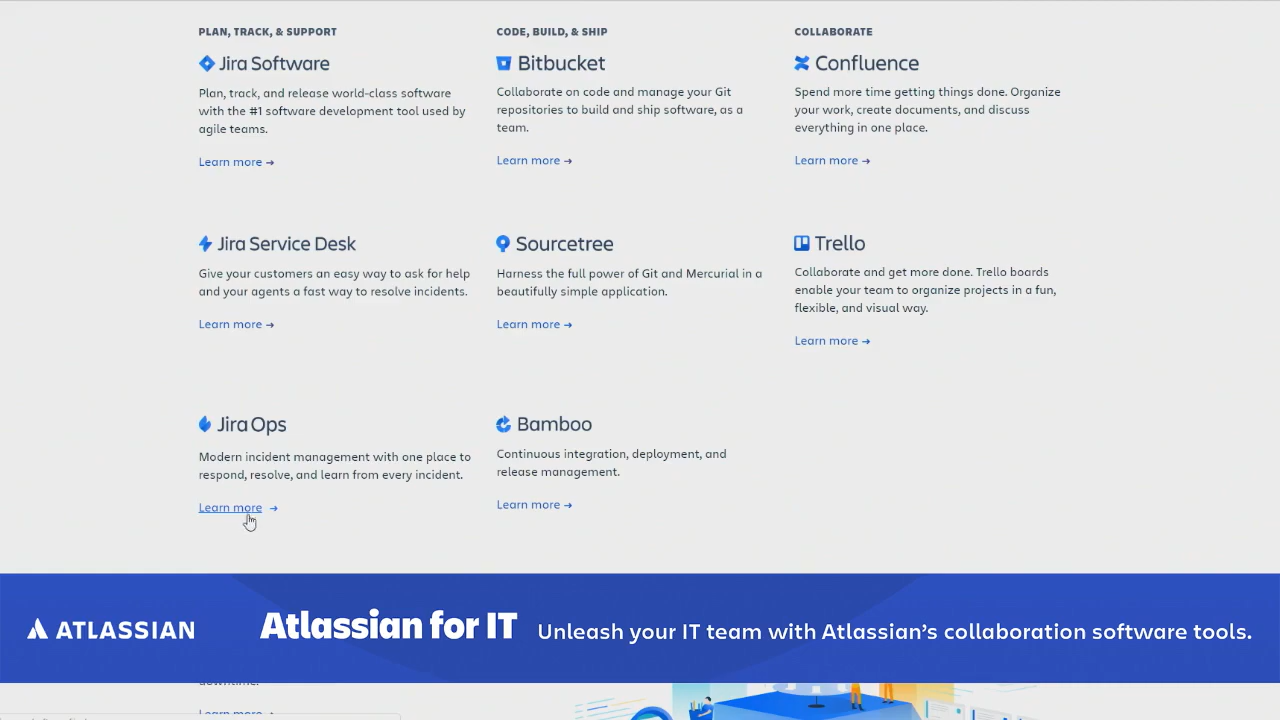 PLAN, TRACK, & SUPPORT
Jira Software
Plan, track, and release world-class software
with the #1 software development tool used by
agile teams.
Learn more →
Jira Service Desk
Give your customers an easy way to ask for help
and your agents a fast way to resolve incidents.
Learn more →
Jira Ops
Modern incident management with one place to
respond, resolve, and learn from every incident.
Learn more →
CODE, BUILD, & SHIP
Bitbucket
Collaborate on code and manage your Git
repositories to build and ship software, as a
team.
Learn more →
Sourcetree
Harness the full power of Git and Mercurial in a
beautifully simple application.
Learn more →
Bamboo
Continuous integration, deployment, and
release management.
Learn more →
COLLABORATE
Confluence
Spend more time getting things done. Organize
your work, create documents, and discuss
everything in one place.
Learn more →
Trello
Collaborate and get more done. Trello boards
enable your team to organize projects in a fun,
flexible, and visual way.
Learn more →
ATLASSIAN
Atlassian for IT
Unleash your IT team with Atlassian's collaboration software tools.
downtime.
Learn more →